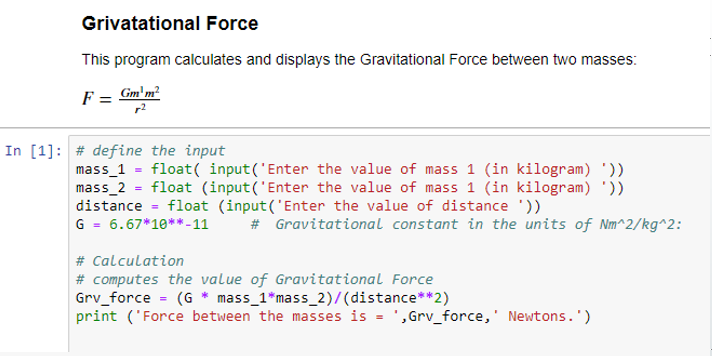 Grivatational Force
This program calculates and displays the Gravitational Force between two masses:
F = Gm¹m²/r²
In [1]: # define the input
mass_1 = float( input('Enter the value of mass 1 (in kilogram) '))
mass_2 = float (input('Enter the value of mass 1 (in kilogram) '))
distance = float (input('Enter the value of distance '))
G = 6.67*10**-11     #  Gravitational constant in the units of Nm^2/kg^2:
# Calculation
# computes the value of Gravitational Force
Grv_force = (G * mass_1*mass_2)/(distance**2)
print ('Force between the masses is = ',Grv_force,' Newtons.')